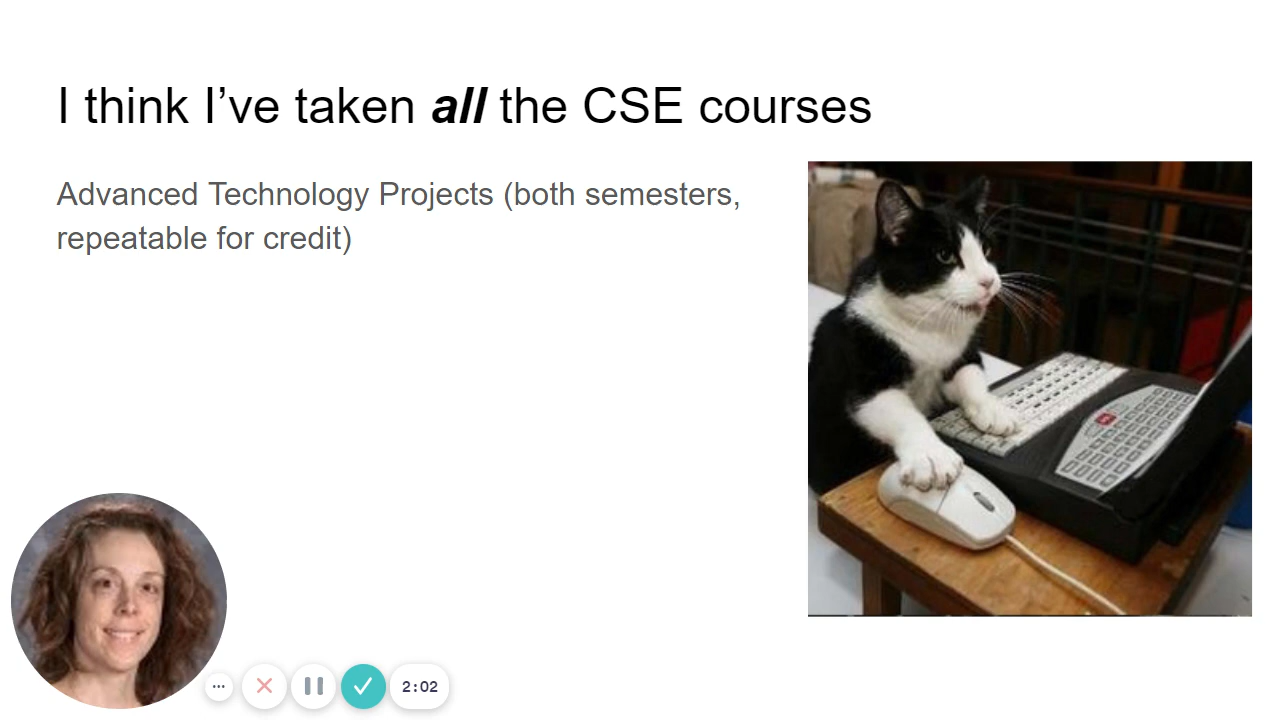 I think I’ve taken all the CSE courses
Advanced Technology Projects (both semesters,
repeatable for credit)
2:02